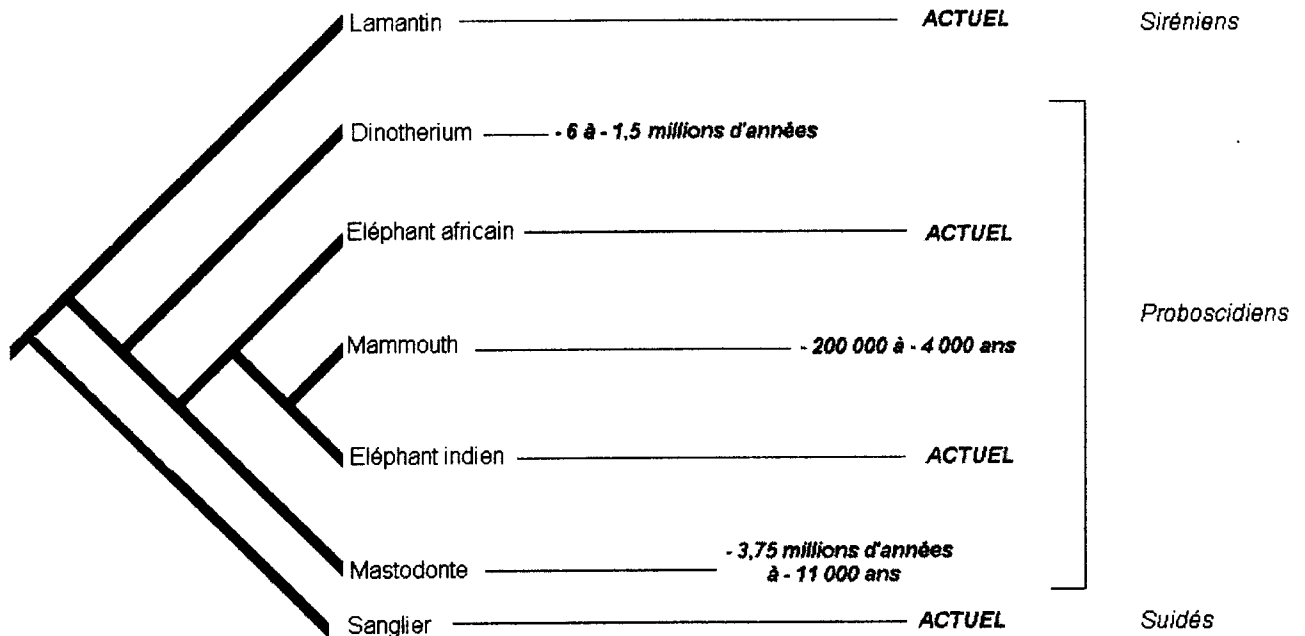 Lamantin ACTUEL Siréniens
Dinotherium - 6 à - 1,5 millions d'années
Eléphant africain ACTUEL
Proboscidiens
Mammouth - 200 000 à - 4 000 ans
Eléphant indien ACTUEL
- 3,75 millions d'années
Mastodonte à - 11 000 ans
Sanglier ACTUEL Suidés